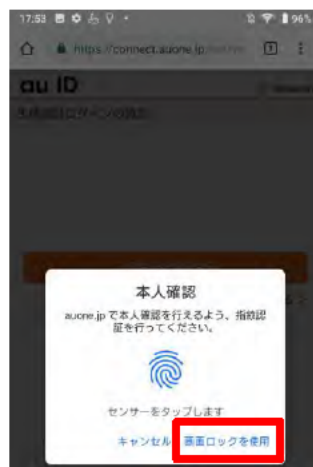 17:53 96%
https://connect.auone.jp
au ID
本人確認
auone.jp で本人確認を行えるよう、指紋認
証を行ってください。
センサーをタップします
キャンセル 画面ロックを使用